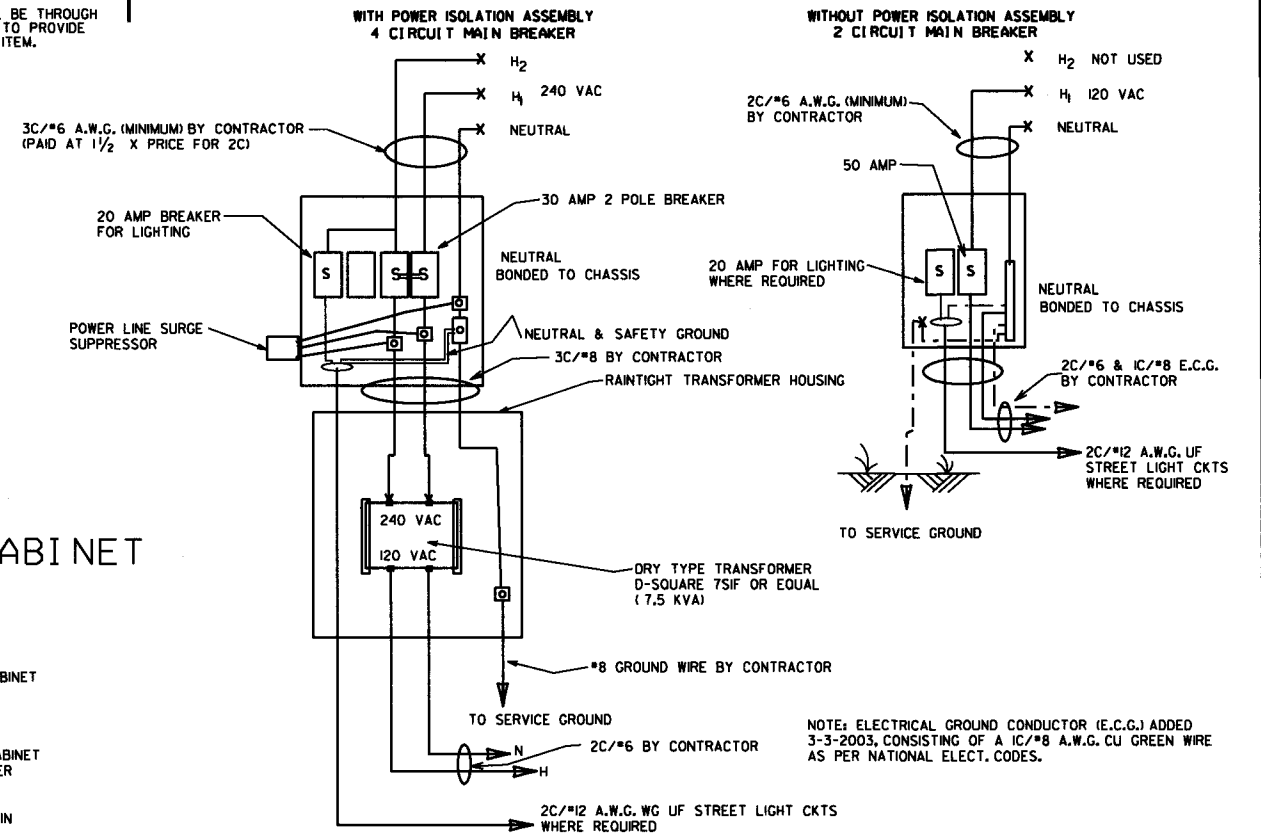 BE THROUGH
TO PROVIDE
ITEM.
WITH POWER ISOLATION ASSEMBLY
4 CIRCUIT MAIN BREAKER
H2
H1 240 VAC
NEUTRAL
3C/#6 A.W.G. (MINIMUM) BY CONTRACTOR
(PAID AT 1 1/2 X PRICE FOR 2C)
20 AMP BREAKER
FOR LIGHTING
30 AMP 2 POLE BREAKER
S
S
S
NEUTRAL
BONDED TO CHASSIS
POWER LINE SURGE
SUPPRESSOR
NEUTRAL & SAFETY GROUND
3C/#8 BY CONTRACTOR
RAINTIGHT TRANSFORMER HOUSING
240 VAC
120 VAC
DRY TYPE TRANSFORMER
D-SQUARE 7SIF OR EQUAL
(7.5 KVA)
#8 GROUND WIRE BY CONTRACTOR
TO SERVICE GROUND
2C/#6 BY CONTRACTOR
N
H
2C/#12 A.W.G. WG UF STREET LIGHT CKTS
WHERE REQUIRED
WITHOUT POWER ISOLATION ASSEMBLY
2 CIRCUIT MAIN BREAKER
H2 NOT USED
H1 120 VAC
NEUTRAL
2C/#6 A.W.G. (MINIMUM)
BY CONTRACTOR
50 AMP
20 AMP FOR LIGHTING
WHERE REQUIRED
S
S
NEUTRAL
BONDED TO CHASSIS
2C/#6 & 1C/#8 E.C.G.
BY CONTRACTOR
2C/#12 A.W.G. UF
STREET LIGHT CKTS
WHERE REQUIRED
TO SERVICE GROUND
NOTE: ELECTRICAL GROUND CONDUCTOR (E.C.G.) ADDED
3-3-2003, CONSISTING OF A 1C/#8 A.W.G. CU GREEN WIRE
AS PER NATIONAL ELECT. CODES.
ABINET
BINET
ABINET
ER
IN